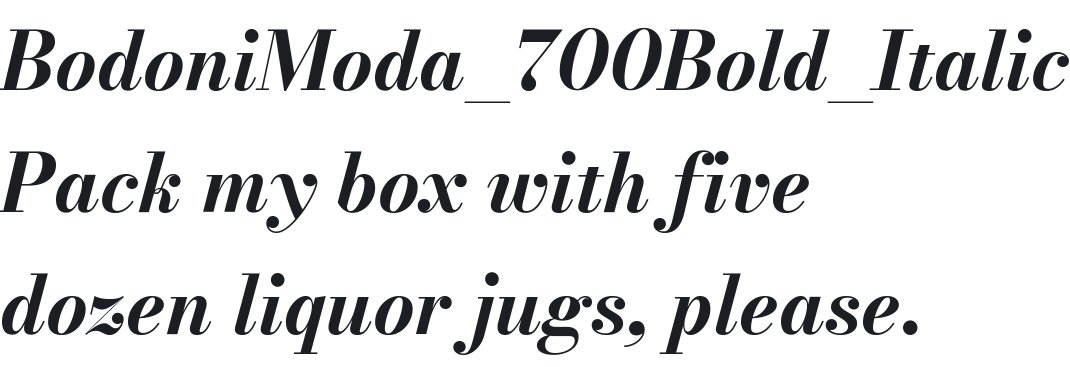 BodoniModa_700Bold_Italic
Pack my box with five
dozen liquor jugs, please.